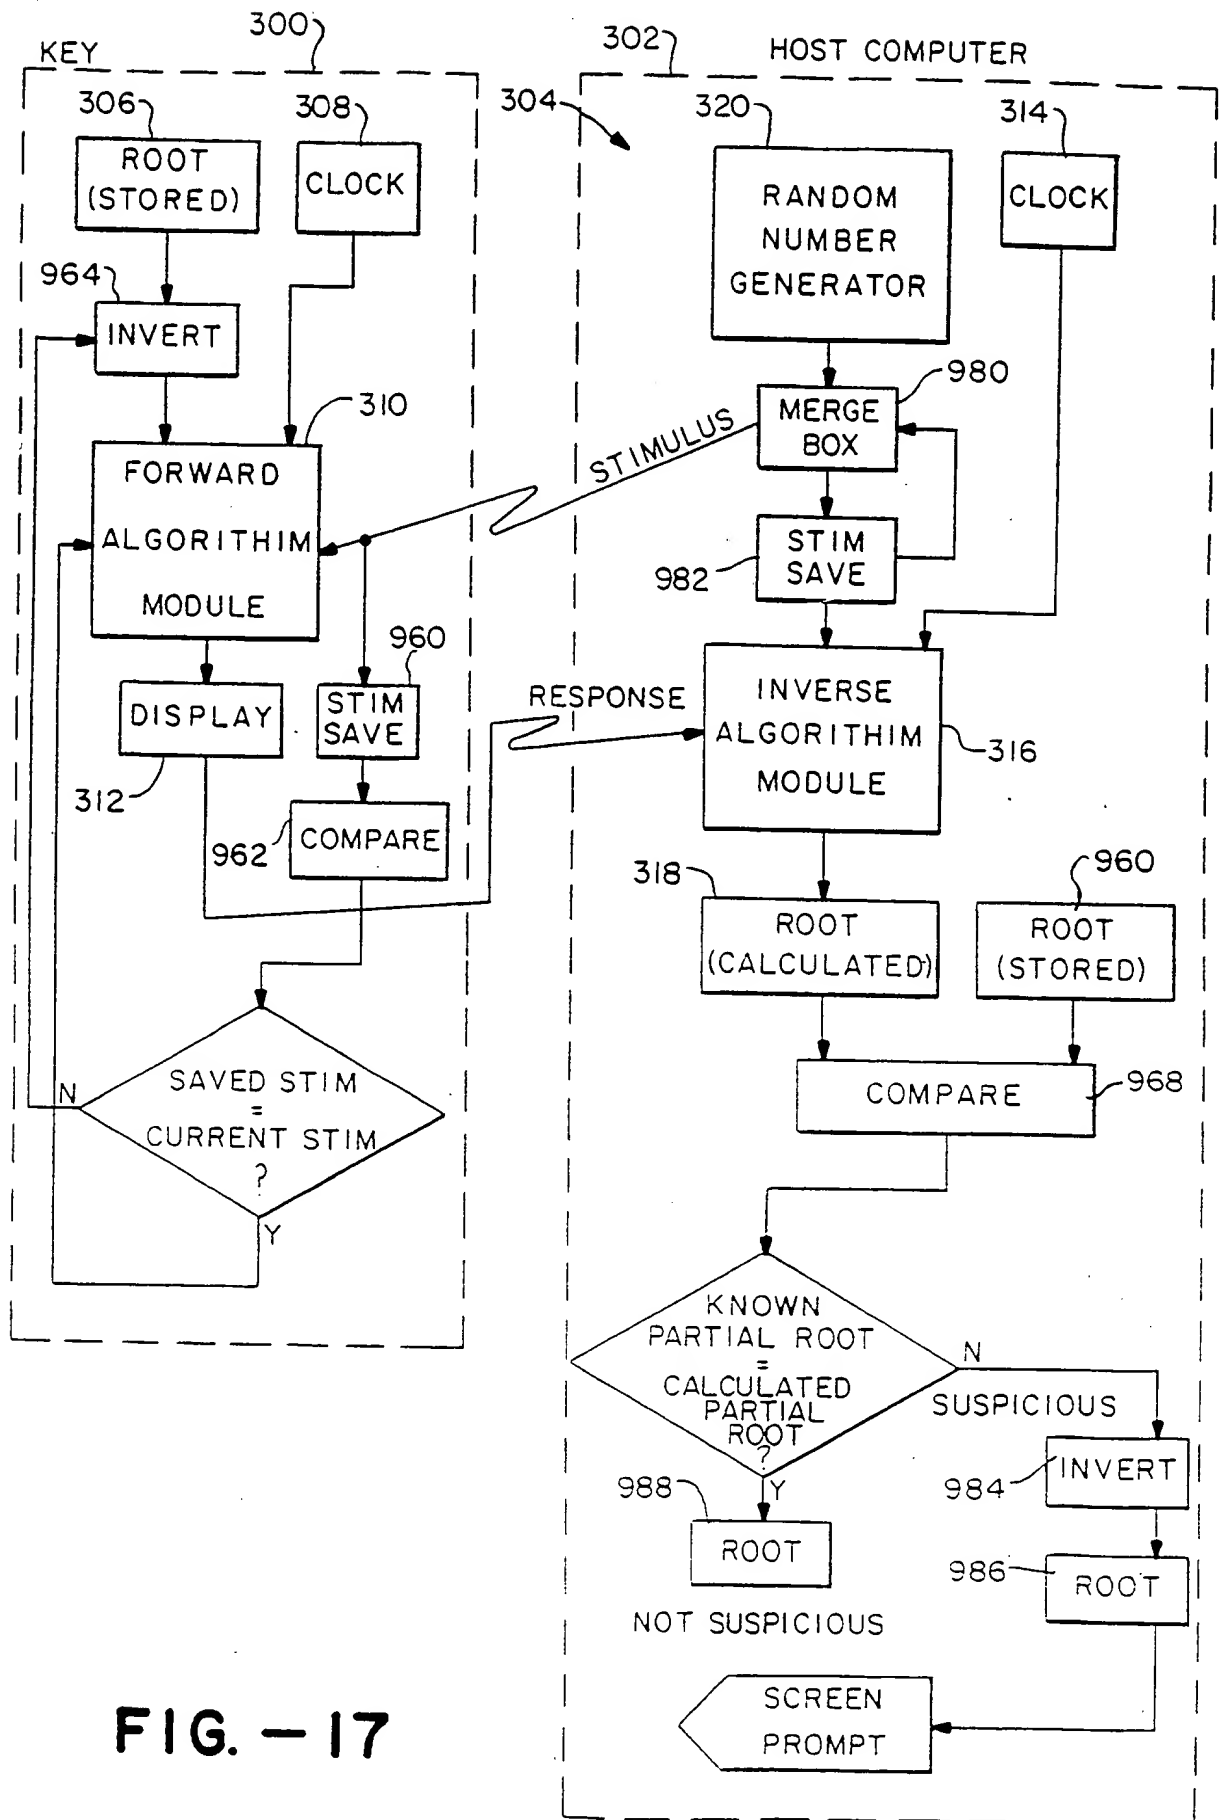 KEY
300
306
308
ROOT
(STORED)
CLOCK
964
INVERT
310
FORWARD
ALGORITHIM
MODULE
DISPLAY
312
960
STIM
SAVE
962
COMPARE
SAVED STIM
=
CURRENT STIM
?
N
Y
STIMULUS
RESPONSE
302
HOST COMPUTER
304
320
314
RANDOM
NUMBER
GENERATOR
CLOCK
980
MERGE
BOX
982
STIM
SAVE
INVERSE
ALGORITHIM
MODULE
316
318
960
ROOT
(CALCULATED)
ROOT
(STORED)
COMPARE
968
KNOWN
PARTIAL ROOT
=
CALCULATED
PARTIAL
ROOT
?
N
SUSPICIOUS
Y
984
INVERT
988
ROOT
986
ROOT
NOT SUSPICIOUS
SCREEN
PROMPT
FIG. - 17